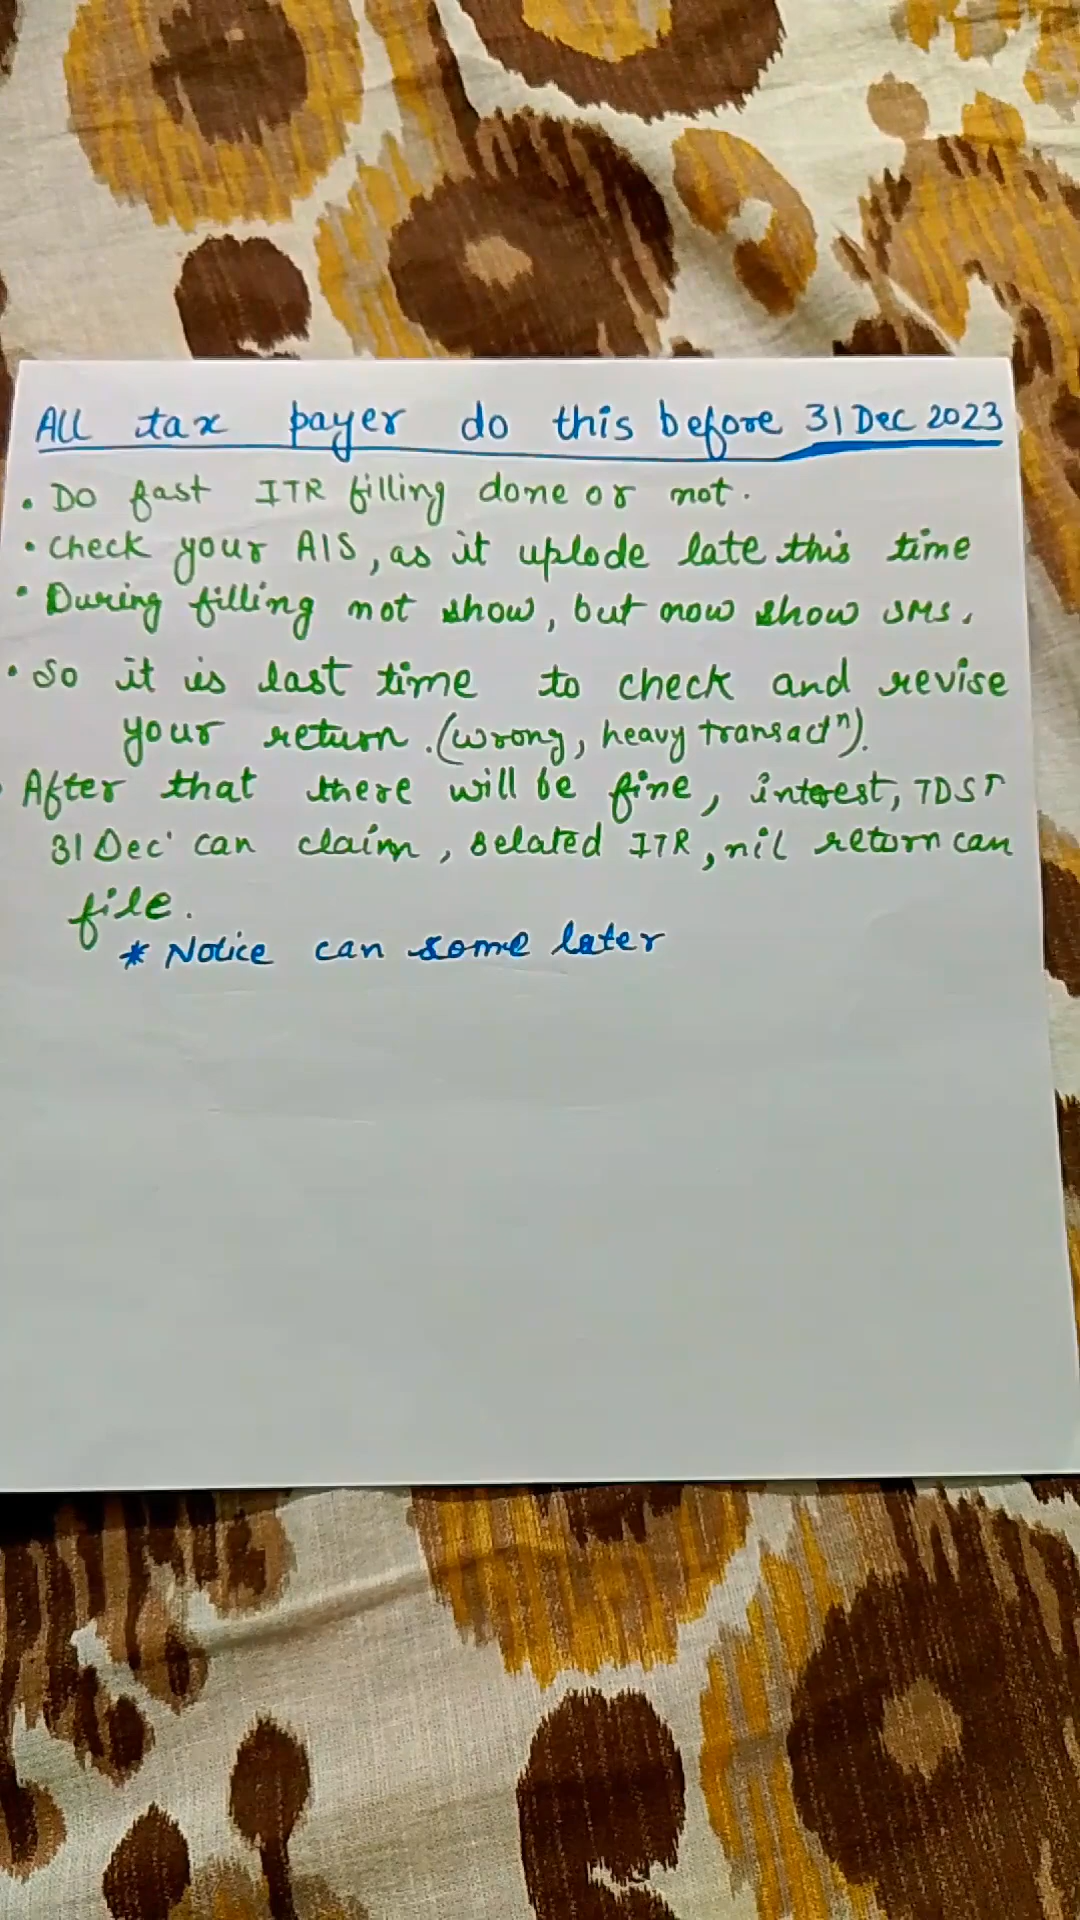 All tax payer do this before 31 Dec 2023
• Do fast ITR filling done or not.
• Check your AIS, as it uplode late this time
• During filling not show, but now show SMS.
• So it is last time to check and revise
your return. (wrong, heavy transactⁿ).
• After that there will be fine, interest, TDS↑
31 Dec' can claim, Belated ITR, nil return can
file.
* Notice can some later